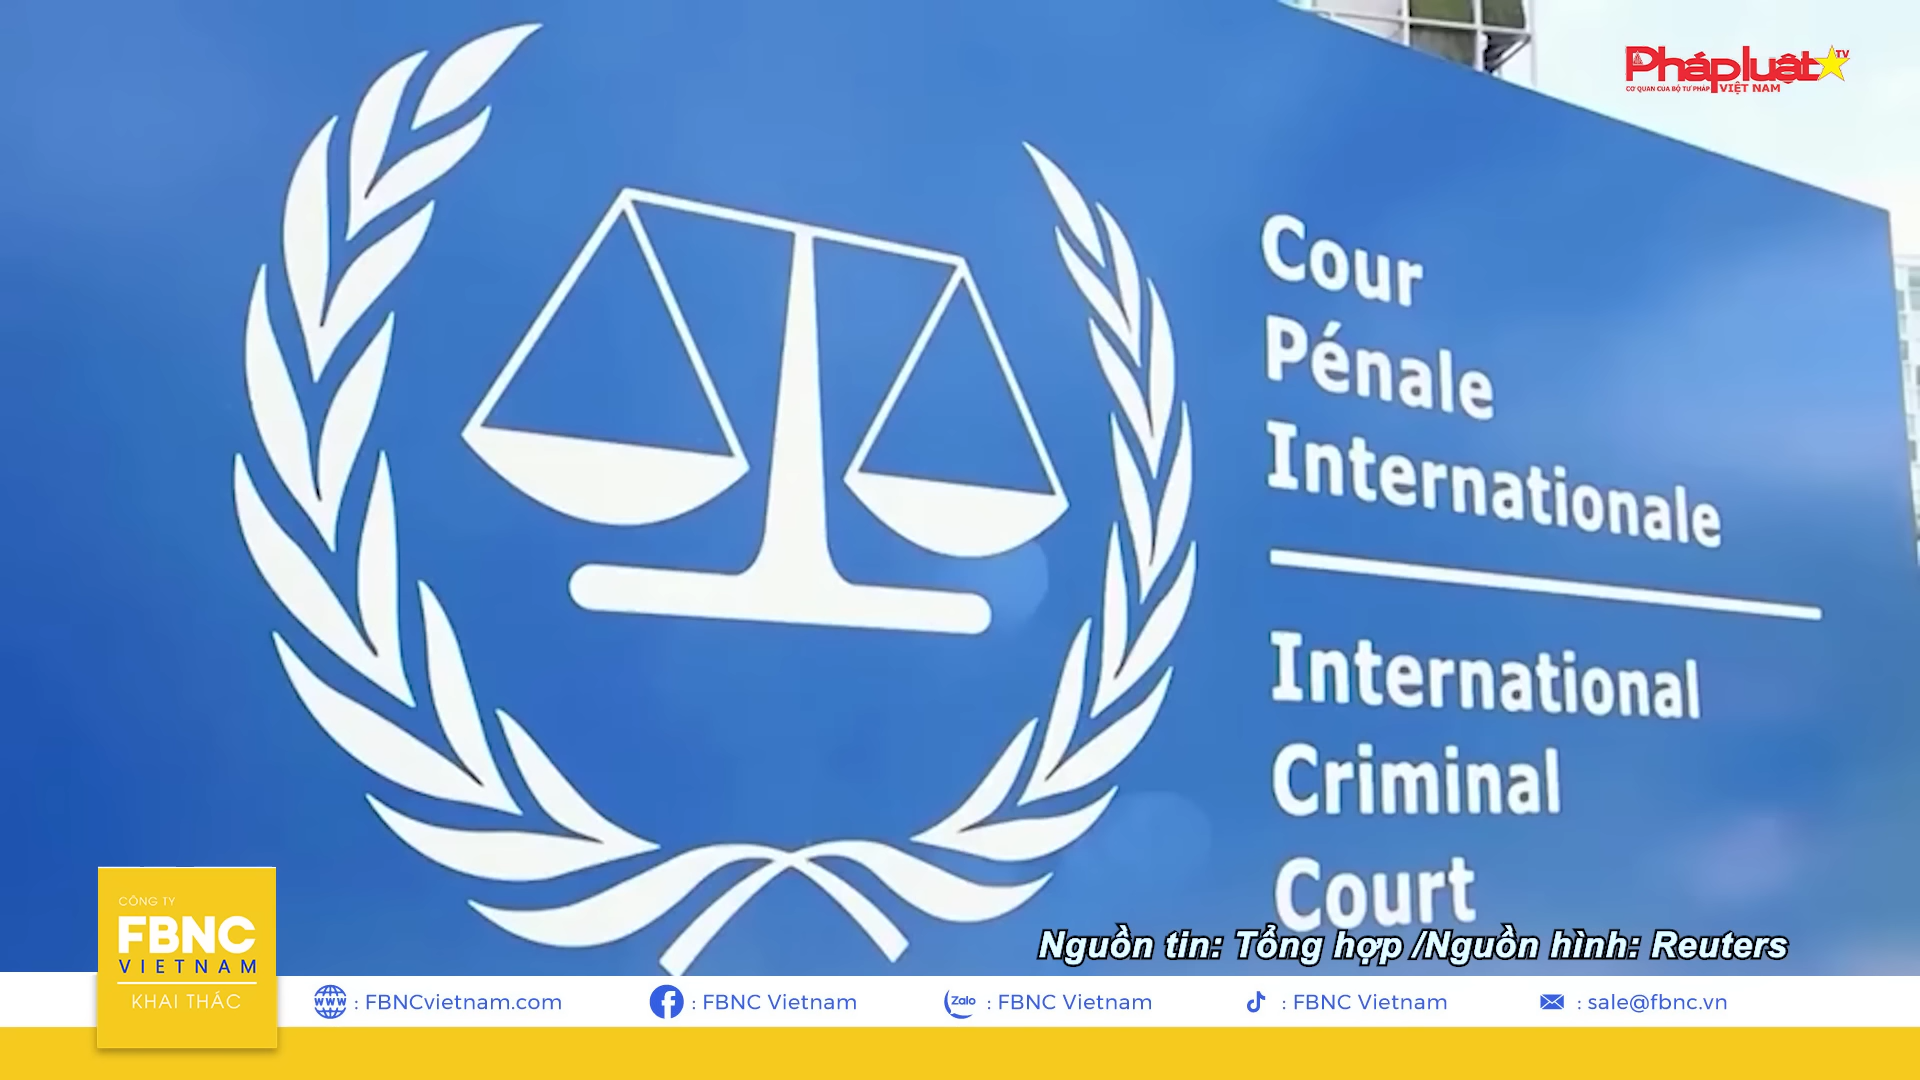 Phápluật TV
CƠ QUAN CỦA BỘ TƯ PHÁP VIỆT NAM
Cour
Pénale
Internationale
International
Criminal
Court
Nguồn tin: Tổng hợp /Nguồn hình: Reuters
CÔNG TY
FBNC
VIETNAM
KHAI THÁC
www : FBNCvietnam.com
: FBNC Vietnam
Zalo : FBNC Vietnam
: FBNC Vietnam
: sale@fbnc.vn